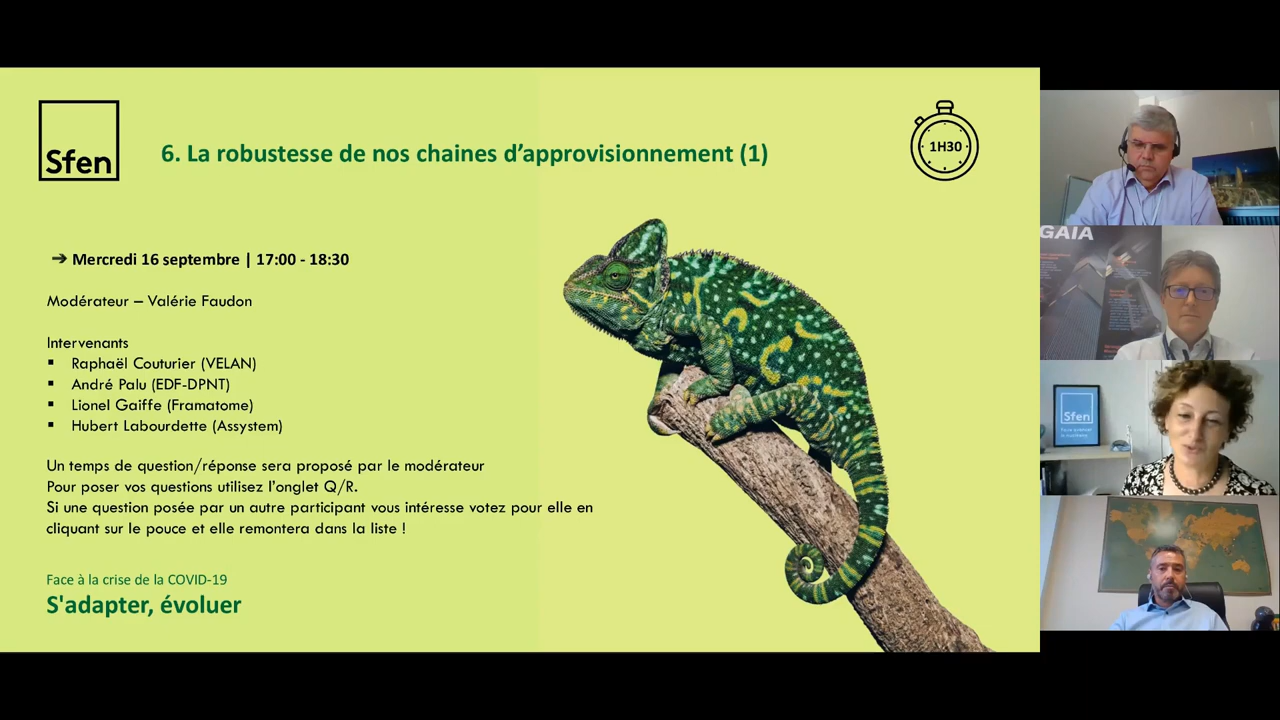 Sfen
6. La robustesse de nos chaines d’approvisionnement (1)
1H30
➔ Mercredi 16 septembre | 17:00 - 18:30
Modérateur – Valérie Faudon
Intervenants
▪ Raphaël Couturier (VELAN)
▪ André Palu (EDF-DPNT)
▪ Lionel Gaiffe (Framatome)
▪ Hubert Labourdette (Assystem)
Un temps de question/réponse sera proposé par le modérateur
Pour poser vos questions utilisez l’onglet Q/R.
Si une question posée par un autre participant vous intéresse votez pour elle en
cliquant sur le pouce et elle remontera dans la liste !
Face à la crise de la COVID-19
S'adapter, évoluer
GAIA
Sfen